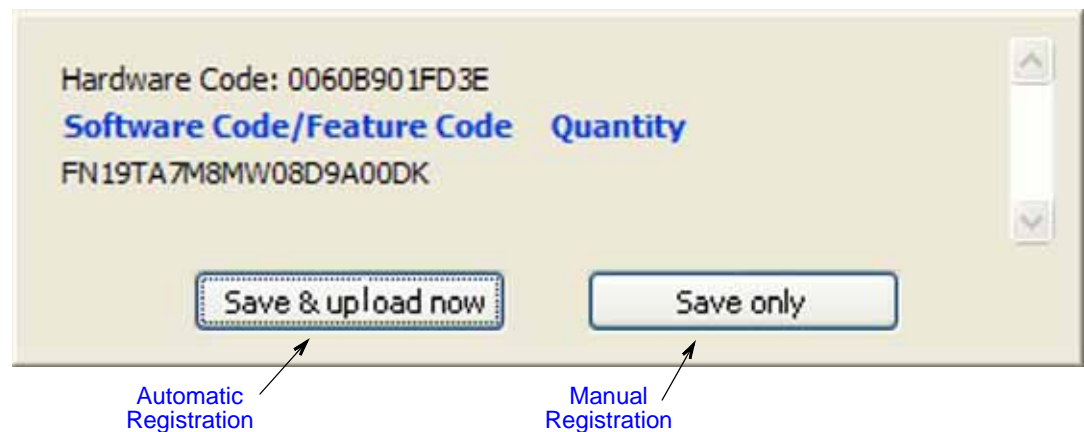 Hardware Code: 0060B901FD3E
Software Code/Feature Code Quantity
FN19TA7M8MW08D9A00DK
Save & upload now Save only
Automatic Registration
Manual Registration